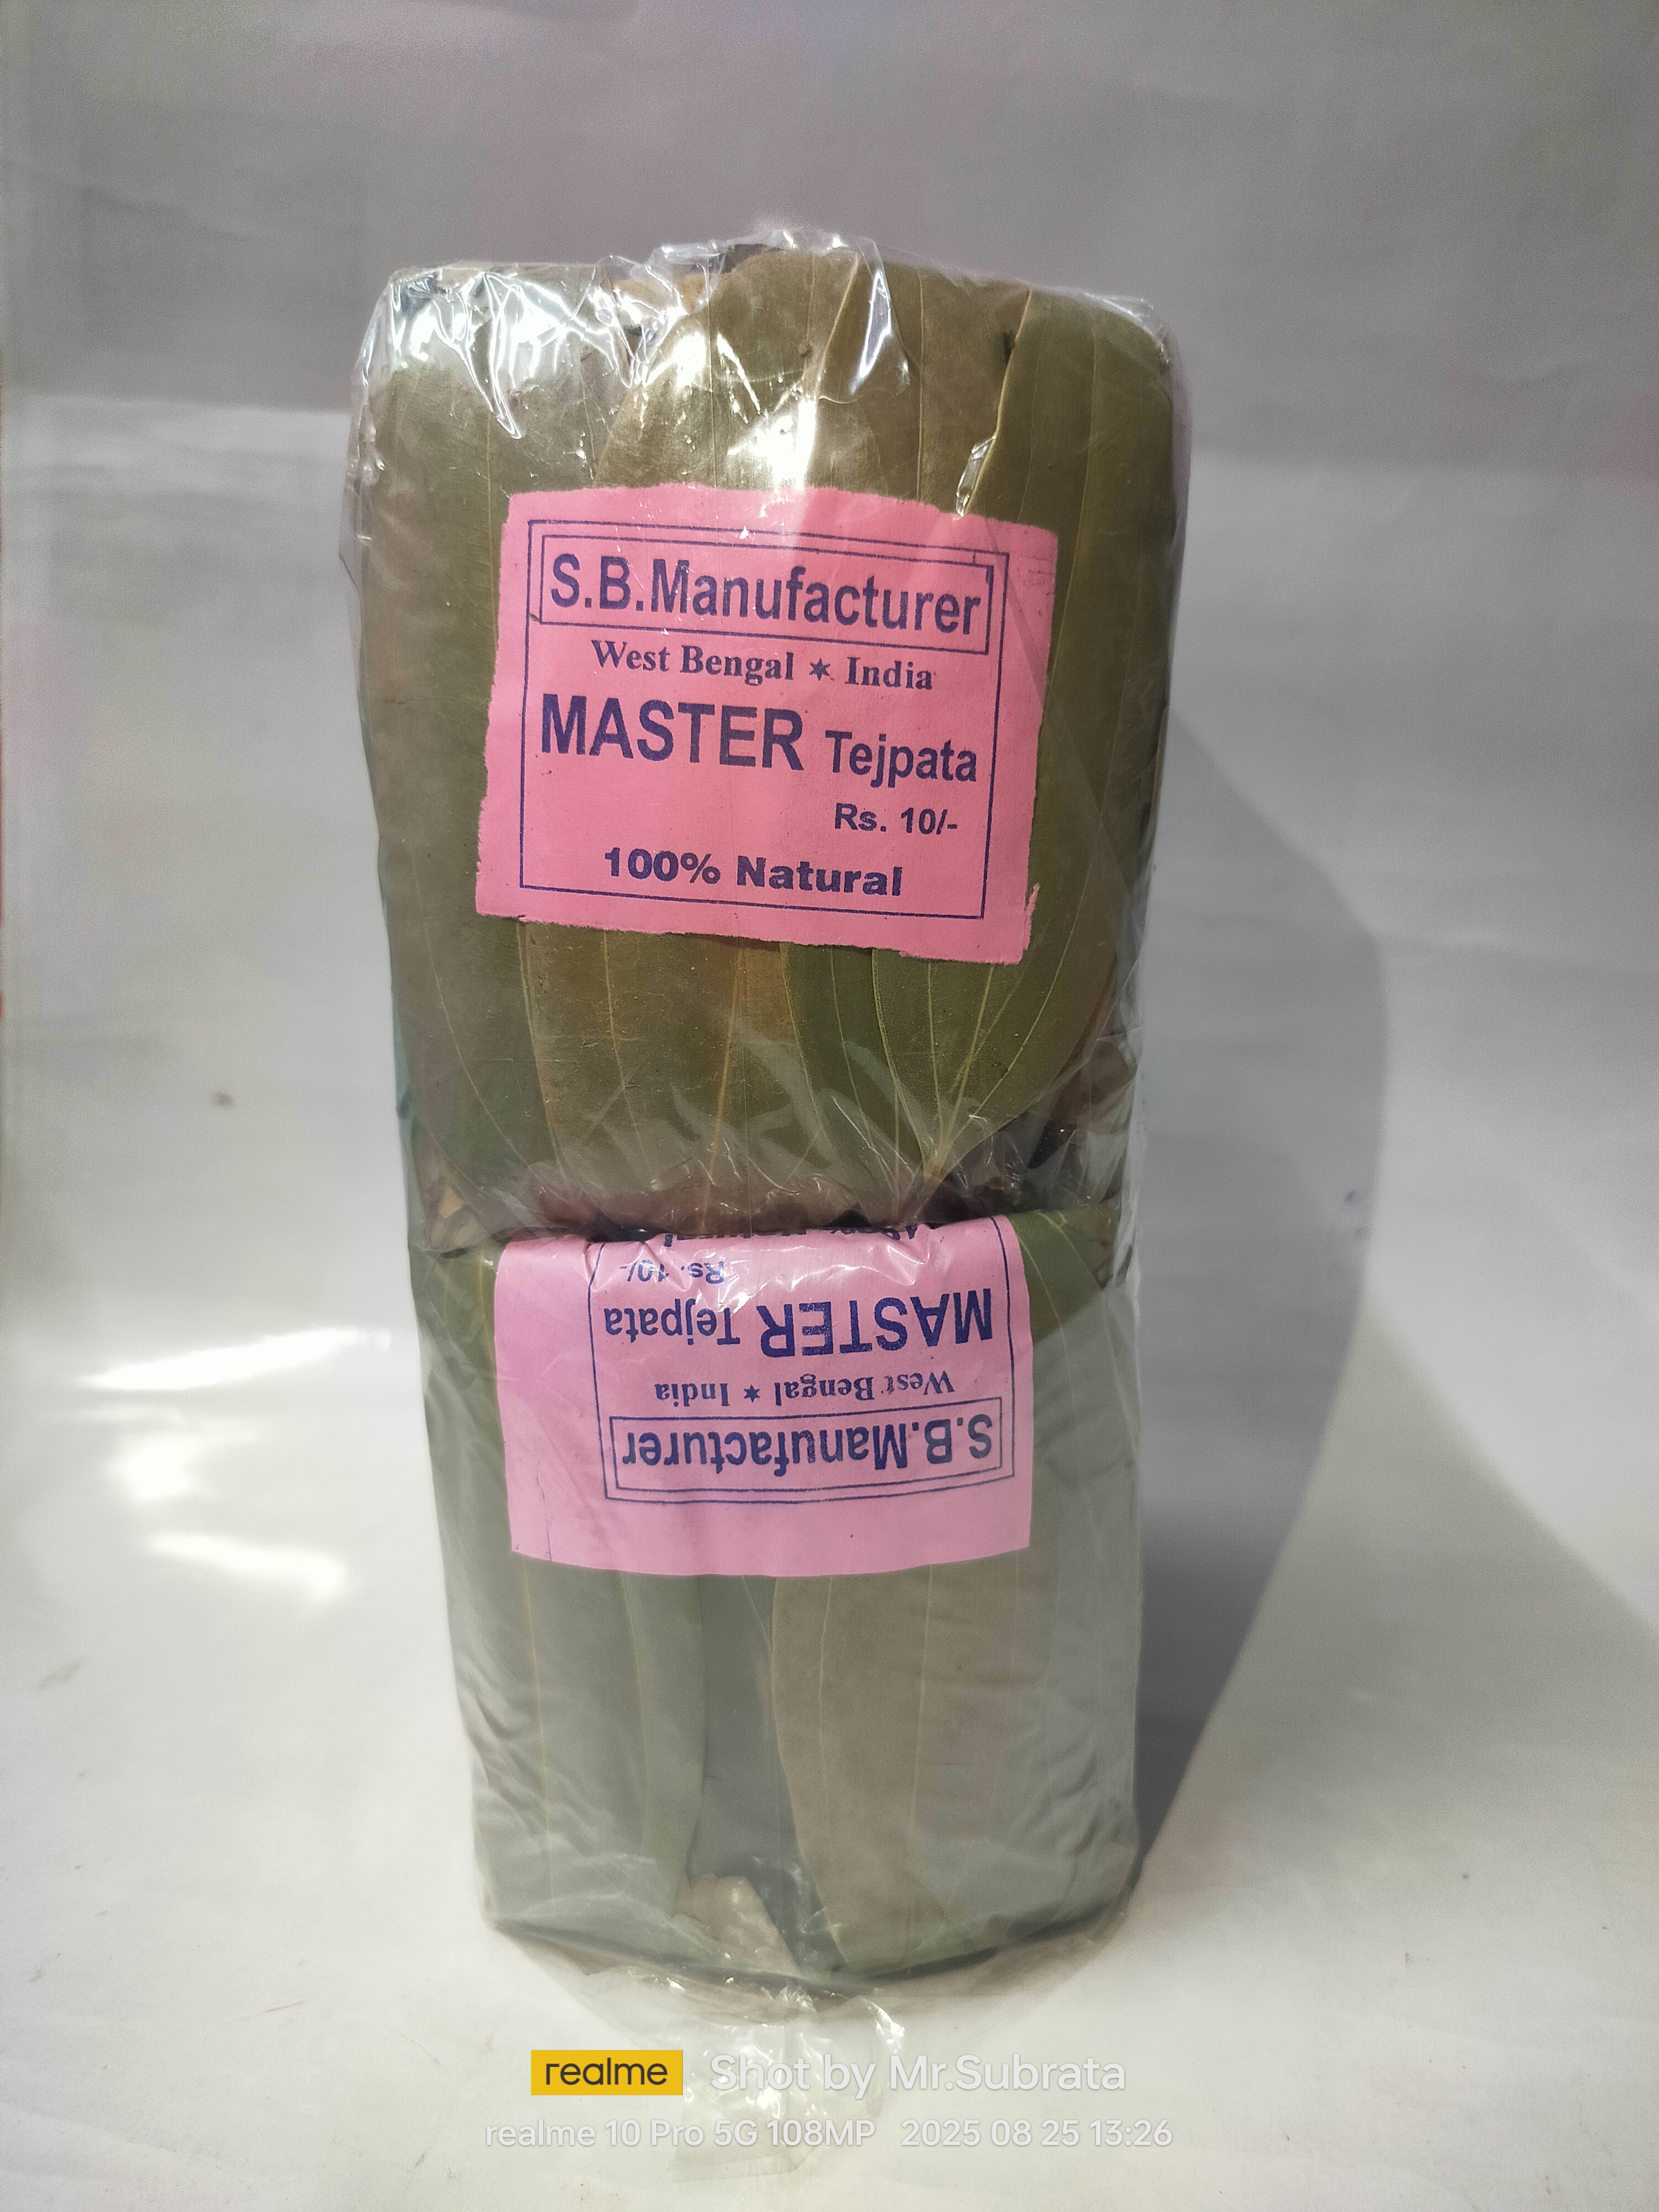 S.B.Manufacturer
West Bengal ✶ India
MASTER Tejpata
Rs. 10/-
100% Natural
S.B.Manufacturer
West Bengal ✶ India
MASTER Tejpata
Rs. 10/-
realme Shot by Mr.Subrata
realme 10 Pro 5G 108MP 2025 08 25 13:26